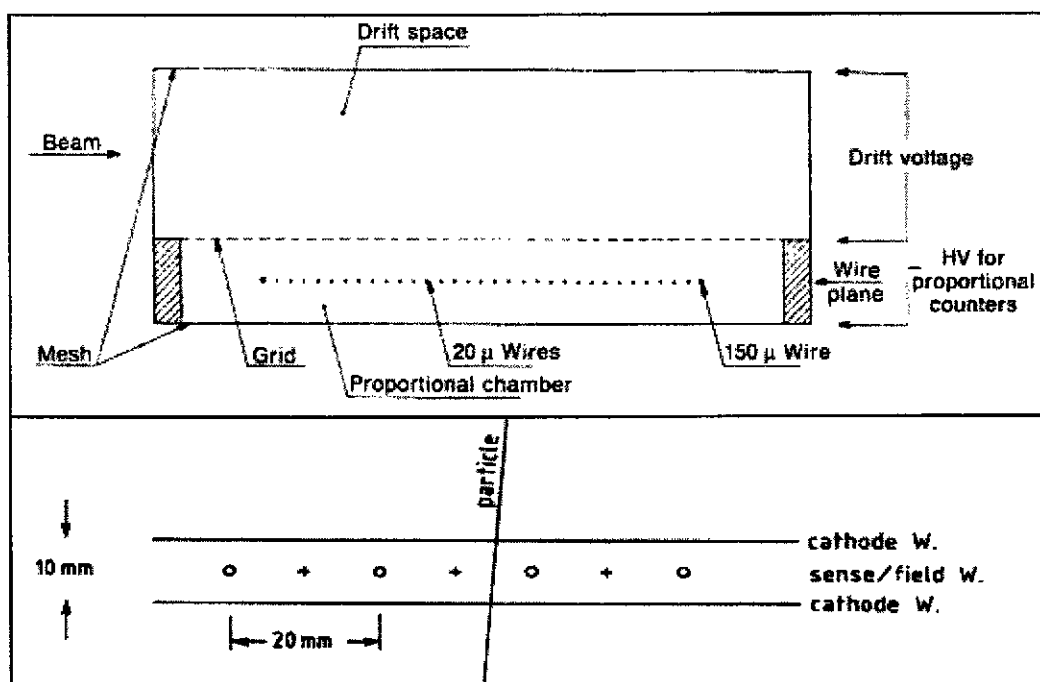 Drift space
Beam
Drift voltage
Wire
plane
HV for
proportional
counters
Mesh
Grid
20 μ Wires
150 μ Wire
Proportional chamber
particle
cathode W.
10 mm
sense/field W.
cathode W.
20 mm